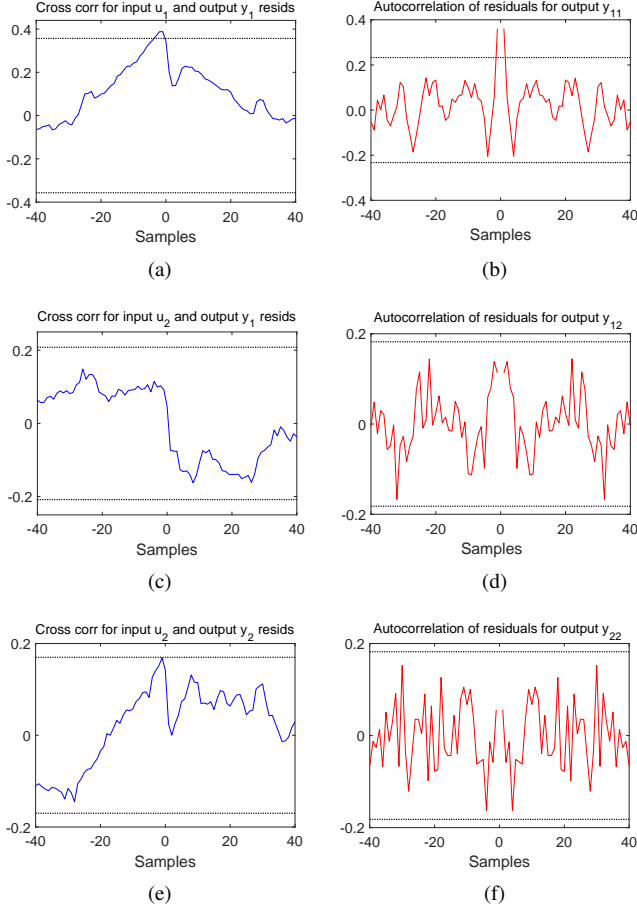 Cross corr for input u1 and output y1 resids
0.4
0.2
0
-0.2
-0.4
-40 -20 0 20 40
Samples
(a)
Autocorrelation of residuals for output y11
0.4
0.2
0.0
-0.2
-0.4
-40 -20 0 20 40
Samples
(b)
Cross corr for input u2 and output y1 resids
0.2
0
-0.2
-40 -20 0 20 40
Samples
(c)
Autocorrelation of residuals for output y12
0.2
0
-0.2
-40 -20 0 20 40
Samples
(d)
Cross corr for input u2 and output y2 resids
0.2
0
-0.2
-40 -20 0 20 40
Samples
(e)
Autocorrelation of residuals for output y22
0.2
0
-0.2
-40 -20 0 20 40
Samples
(f)